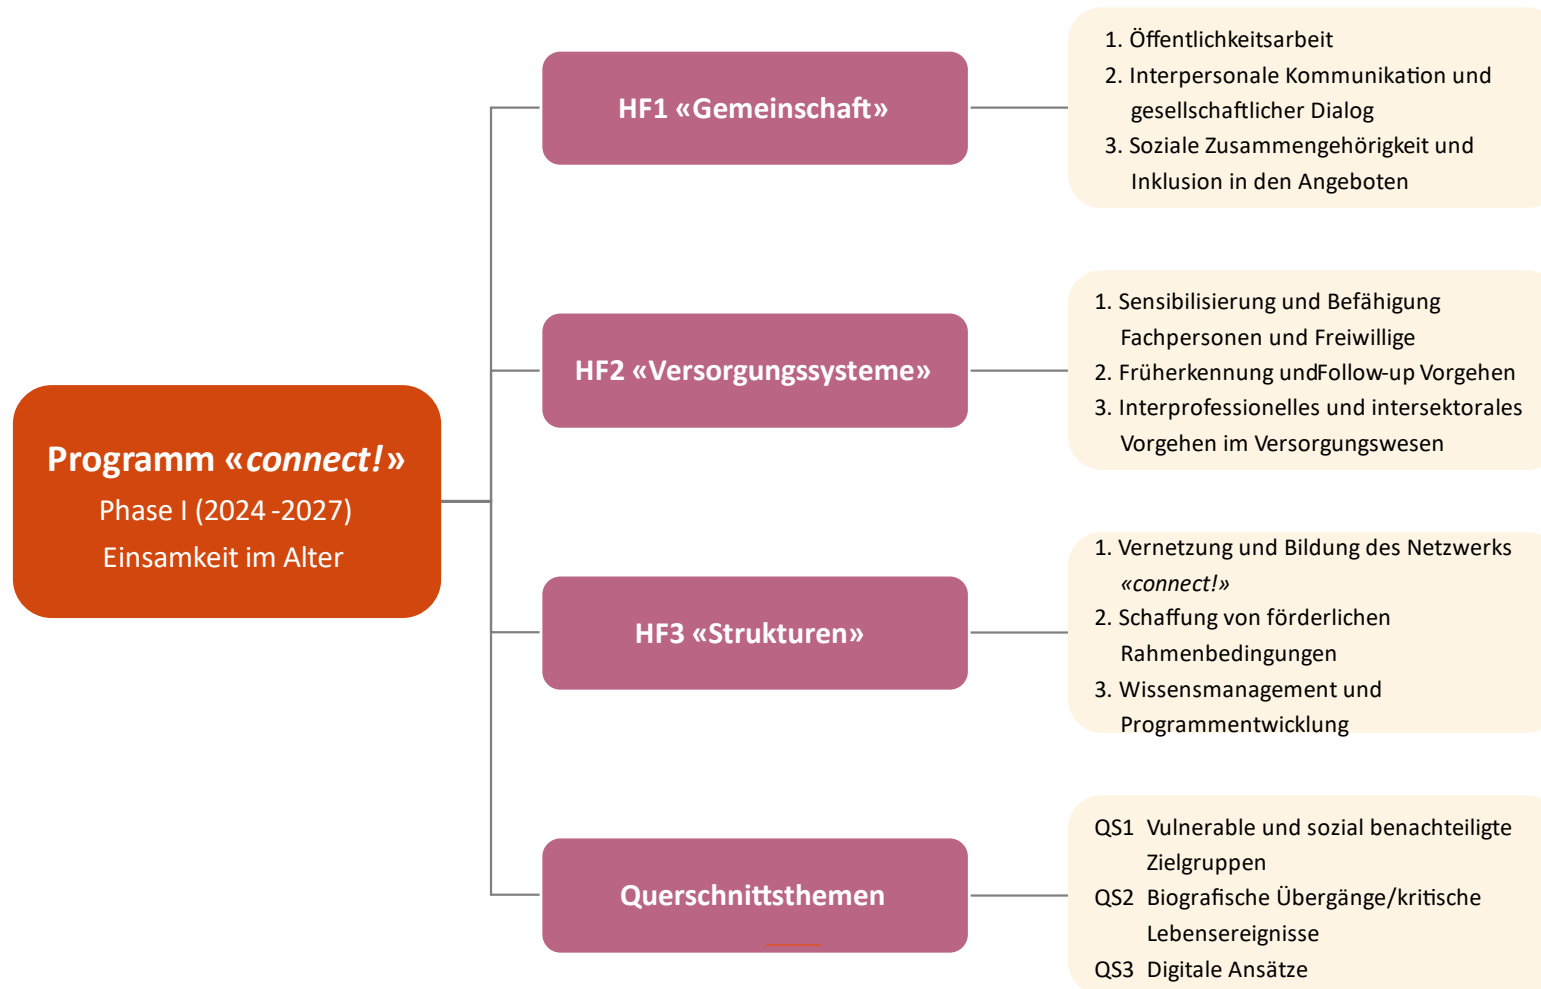 Programm «connect!»
Phase I (2024 -2027)
Einsamkeit im Alter
HF1 «Gemeinschaft»
1. Öffentlichkeitsarbeit
2. Interpersonale Kommunikation und
gesellschaftlicher Dialog
3. Soziale Zusammengehörigkeit und
Inklusion in den Angeboten
HF2 «Versorgungssysteme»
1. Sensibilisierung und Befähigung
Fachpersonen und Freiwillige
2. Früherkennung undFollow-up Vorgehen
3. Interprofessionelles und intersektorales
Vorgehen im Versorgungswesen
HF3 «Strukturen»
1. Vernetzung und Bildung des Netzwerks
«connect!»
2. Schaffung von förderlichen
Rahmenbedingungen
3. Wissensmanagement und
Programmentwicklung
Querschnittsthemen
QS1 Vulnerable und sozial benachteiligte
Zielgruppen
QS2 Biografische Übergänge/kritische
Lebensereignisse
QS3 Digitale Ansätze